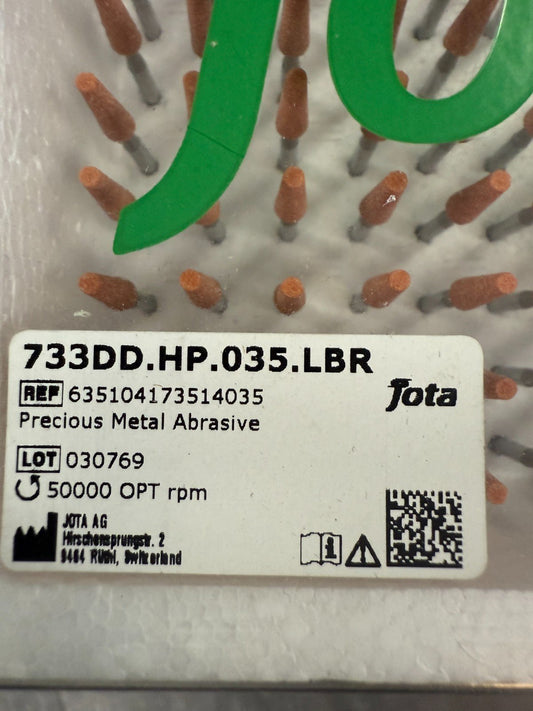 733DD.HP.035.LBR
REF 635104173514035
Jota
Precious Metal Abrasive
LOT 030769
50000 OPT rpm
JOTA AG
Hirschensprungstr. 2
9464 Rüthi, Switzerland